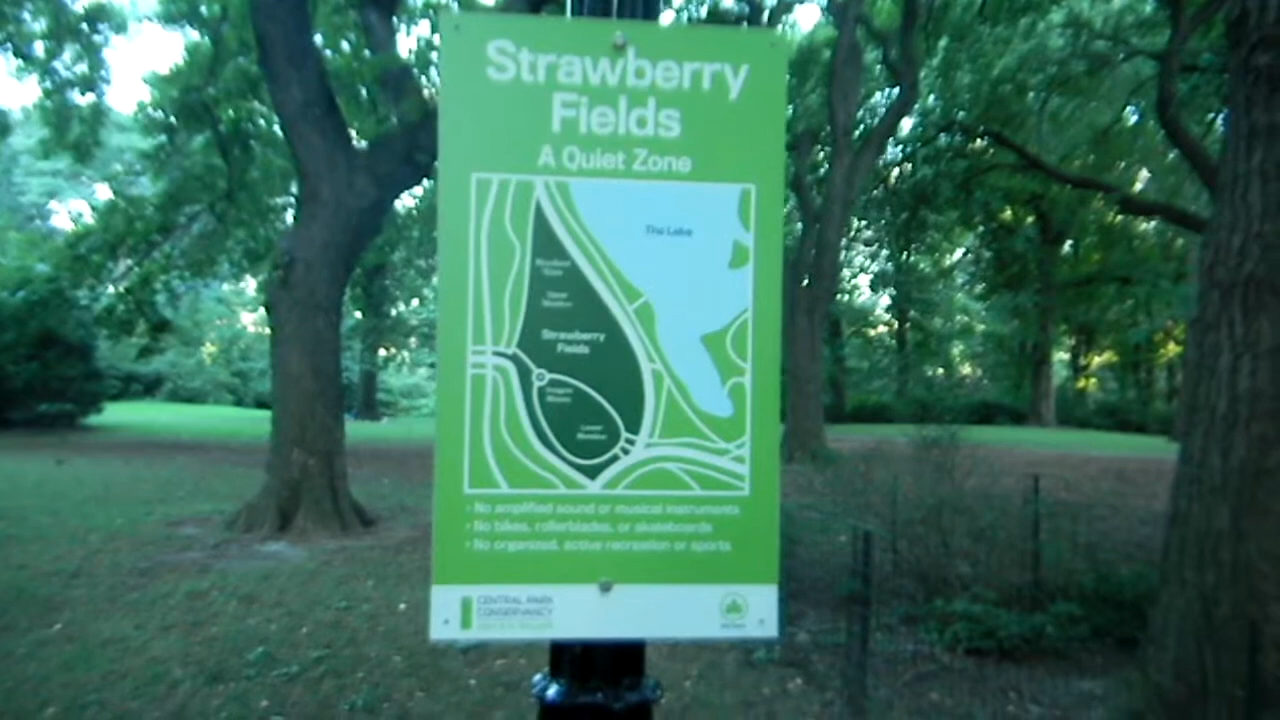 Strawberry
Fields
A Quiet Zone
The Lake
Strawberry
Fields
Lower
› No amplified sound or musical instruments
› No bikes, rollerblades, or skateboards
› No organized, active recreation or sports
CENTRAL PARK
CONSERVANCY